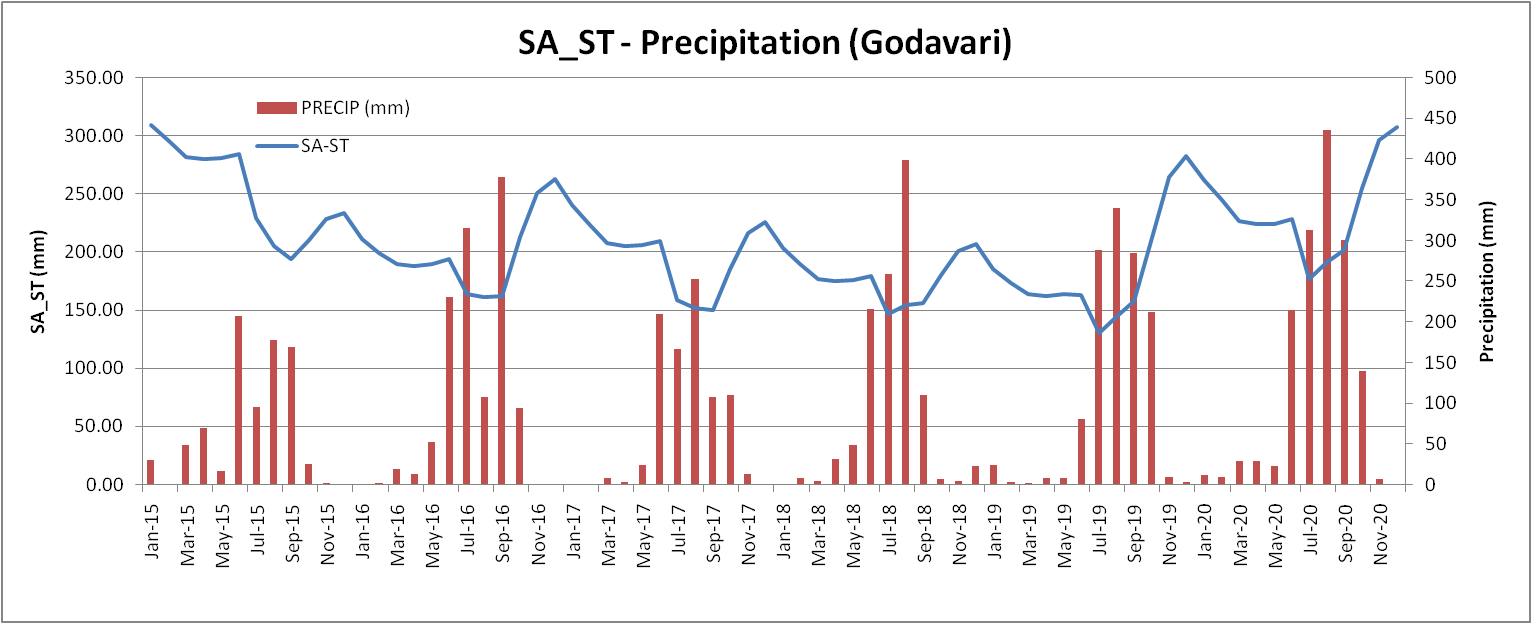 SA_ST - Precipitation (Godavari)
350.00
300.00
250.00
200.00
150.00
100.00
50.00
0.00
SA_ST (mm)
PRECIP (mm)
SA-ST
500
450
400
350
300
250
200
150
100
50
0
Precipitation (mm)
Jan-15
Mar-15
May-15
Jul-15
Sep-15
Nov-15
Jan-16
Mar-16
May-16
Jul-16
Sep-16
Nov-16
Jan-17
Mar-17
May-17
Jul-17
Sep-17
Nov-17
Jan-18
Mar-18
May-18
Jul-18
Sep-18
Nov-18
Jan-19
Mar-19
May-19
Jul-19
Sep-19
Nov-19
Jan-20
Mar-20
May-20
Jul-20
Sep-20
Nov-20